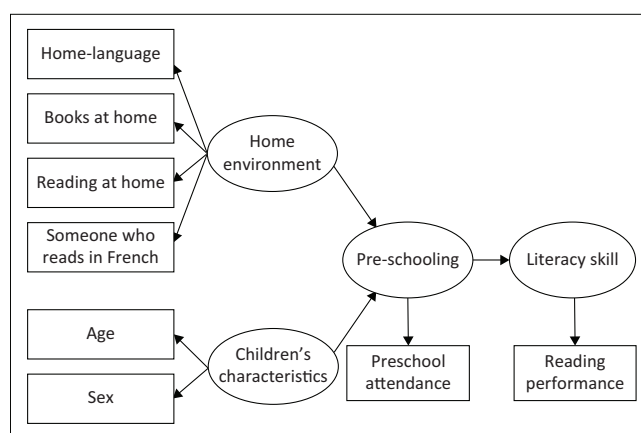 Home-language
Books at home
Reading at home
Someone who
reads in French
Home
environment
Pre-schooling
Literacy skill
Age
Sex
Children's
characteristics
Preschool
attendance
Reading
performance